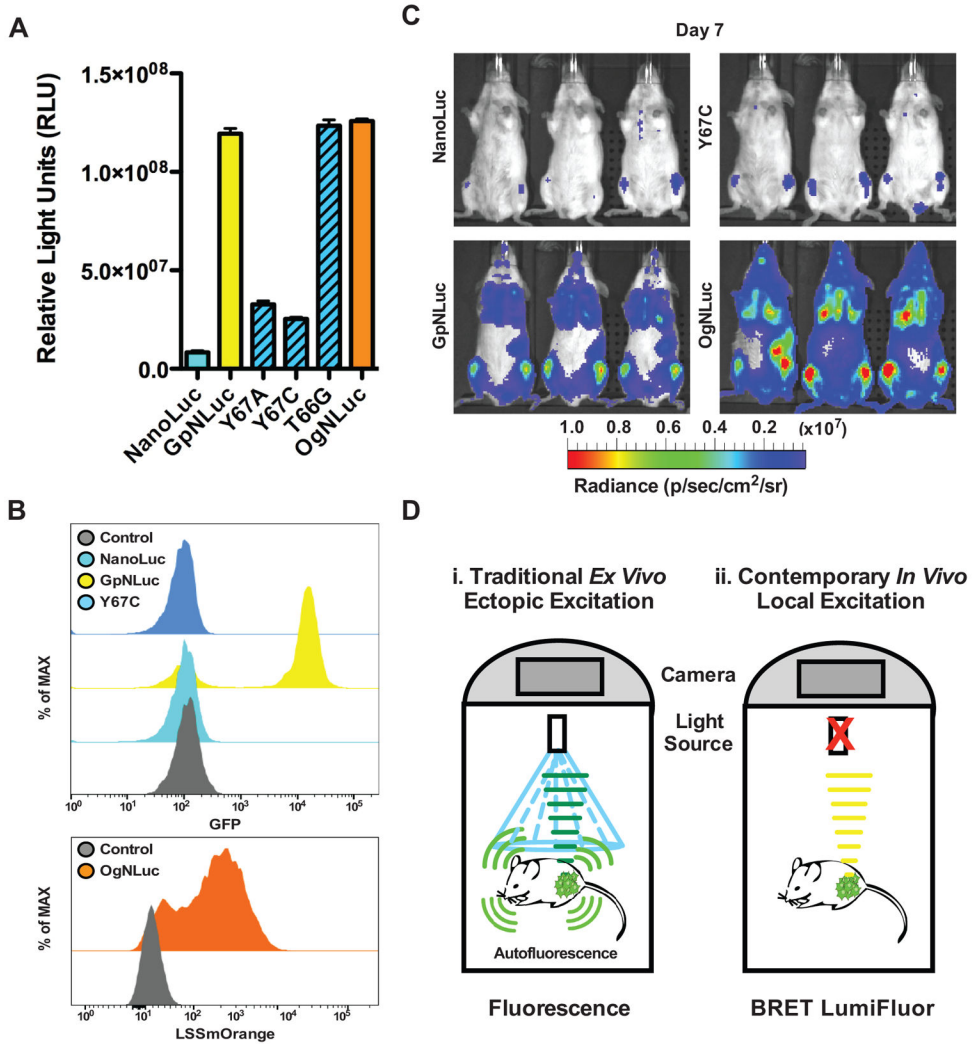 A
Relative Light Units (RLU)
1.5×10⁰⁸
1.0×10⁰⁸
5.0×10⁰⁷
0.0
NanoLuc
GpNLuc
Y67A
Y67C
T66G
OgNLuc
B
Control
NanoLuc
GpNLuc
Y67C
% of MAX
10⁰ 10¹ 10² 10³ 10⁴ 10⁵
GFP
Control
OgNLuc
% of MAX
10⁰ 10¹ 10² 10³ 10⁴ 10⁵
LSSmOrange
C
Day 7
NanoLuc
Y67C
GpNLuc
OgNLuc
1.0 0.8 0.6 0.4 0.2 (x10⁷)
Radiance (p/sec/cm²/sr)
D
i. Traditional Ex Vivo
Ectopic Excitation
ii. Contemporary In Vivo
Local Excitation
Camera
Light
Source
X
Autofluorescence
Fluorescence
BRET LumiFluor